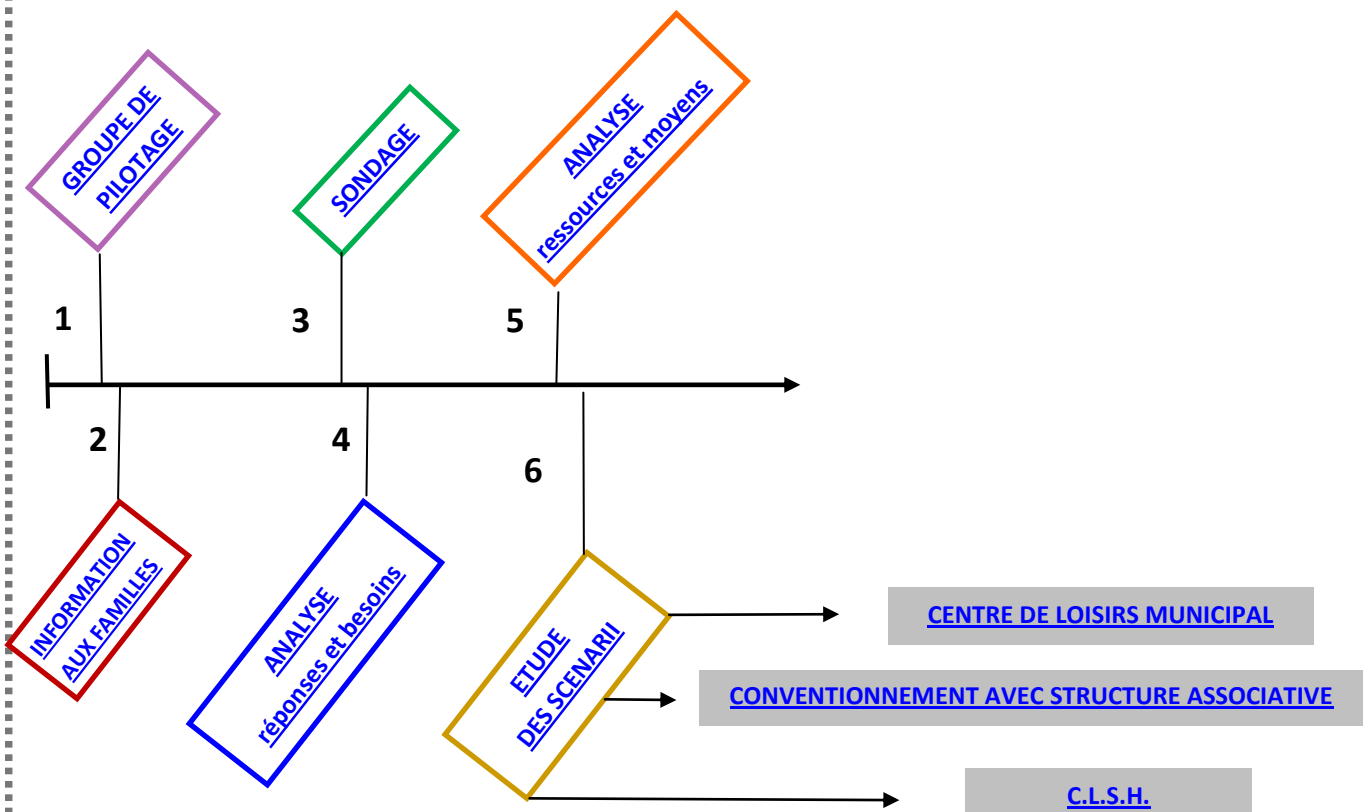 GROUPE DE
PILOTAGE
SONDAGE
ANALYSE
ressources et moyens
1
3
5
2
4
6
INFORMATION
AUX FAMILLES
ANALYSE
réponses et besoins
ETUDE
DES SCENARII
CENTRE DE LOISIRS MUNICIPAL
CONVENTIONNEMENT AVEC STRUCTURE ASSOCIATIVE
C.L.S.H.